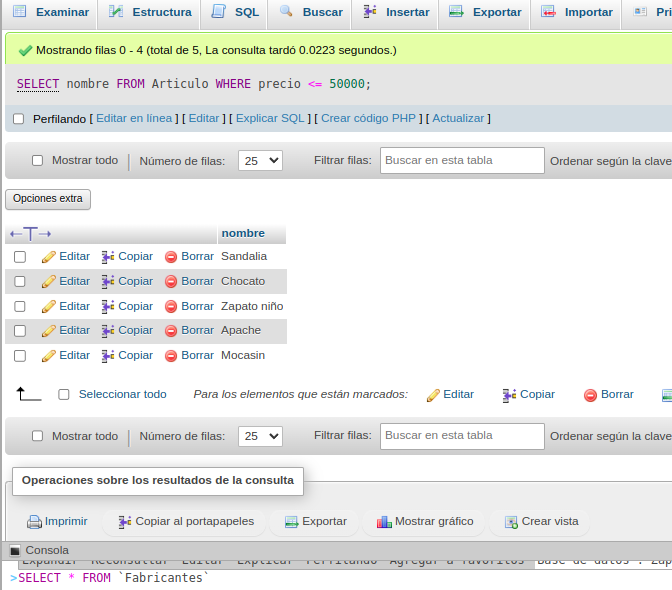 Examinar Estructura SQL Buscar Insertar Exportar Importar Pri
Mostrando filas 0 - 4 (total de 5, La consulta tardó 0.0223 segundos.)
SELECT nombre FROM Articulo WHERE precio <= 50000;
Perfilando [ Editar en línea ] [ Editar ] [ Explicar SQL ] [ Crear código PHP ] [ Actualizar ]
Mostrar todo | Número de filas: 25 Filtrar filas: Buscar en esta tabla Ordenar según la clave
Opciones extra
←T→ nombre
Editar Copiar Borrar Sandalia
Editar Copiar Borrar Chocato
Editar Copiar Borrar Zapato niño
Editar Copiar Borrar Apache
Editar Copiar Borrar Mocasin
Seleccionar todo Para los elementos que están marcados: Editar Copiar Borrar
Mostrar todo | Número de filas: 25 Filtrar filas: Buscar en esta tabla Ordenar según la clave
Operaciones sobre los resultados de la consulta
Imprimir Copiar al portapapeles Exportar Mostrar gráfico Crear vista
Consola
Expandir Reconsultar Editar Explicar Perfilando Agregar a favoritos Base de datos : Zap
>SELECT * FROM `Fabricantes`